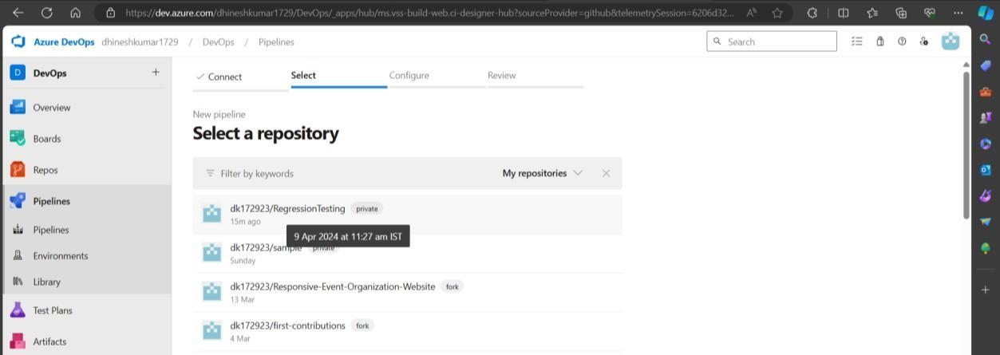 https://dev.azure.com/dhineshkumar1729/DevOps/_apps/hub/ms.vss-build-web.ci-designer-hub?sourceProvider=github&telemetrySession=6206d32...
Azure DevOps dhineshkumar1729 / DevOps / Pipelines
Search
D DevOps
Overview
Boards
Repos
Pipelines
Pipelines
Environments
Library
Test Plans
Artifacts
Connect Select Configure Review
New pipeline
Select a repository
Filter by keywords My repositories
dk172923/RegressionTesting private
15m ago
9 Apr 2024 at 11:27 am IST
dk172923/sample private
Sunday
dk172923/Responsive-Event-Organization-Website fork
13 Mar
dk172923/first-contributions fork
4 Mar